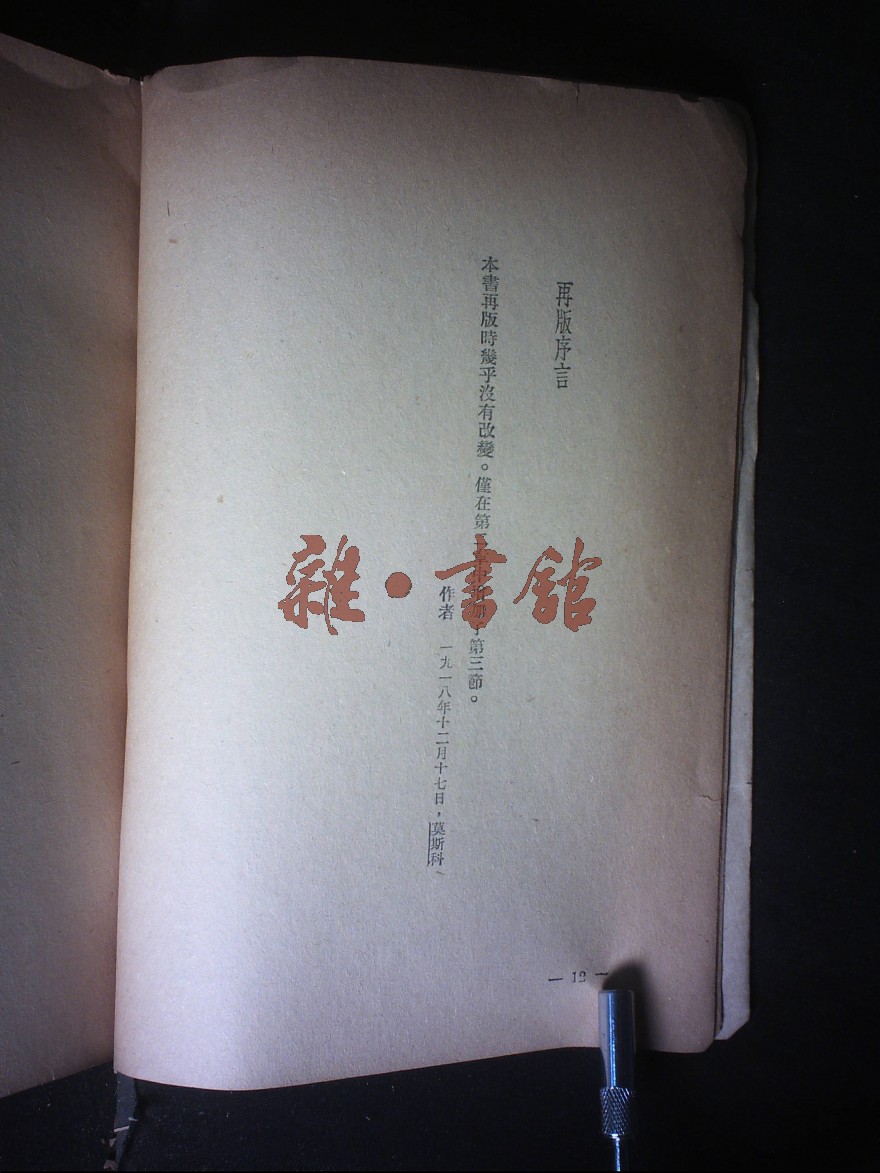 再版序言
本書再版時幾乎沒有改變。僅在第 第三節。
作者 一九一八年十二月十七日，莫斯科
— 12 —
雜·書館